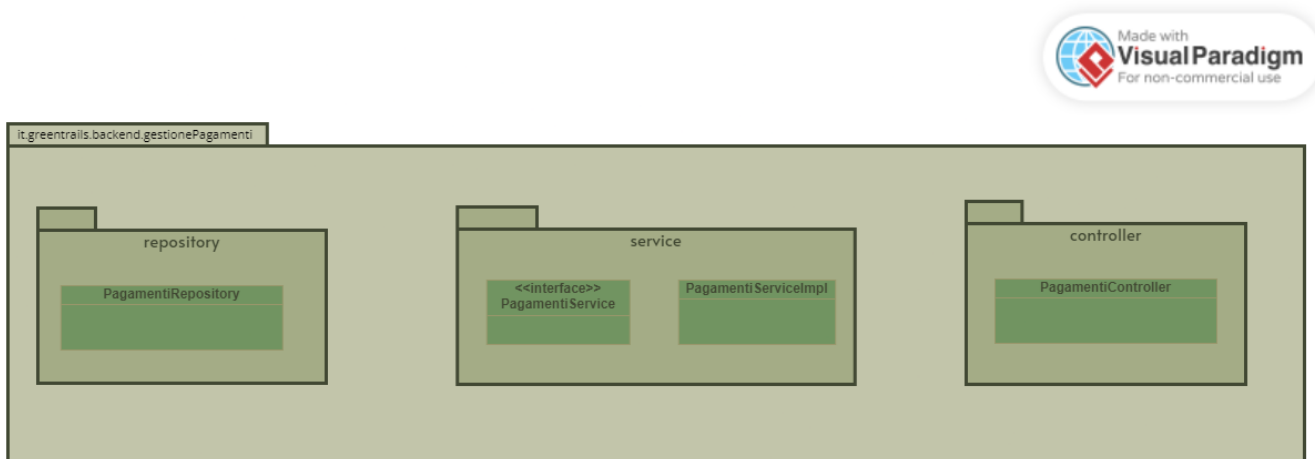 Made with
Visual Paradigm
For non-commercial use
it.greentrails.backend.gestionePagamenti
repository
PagamentiRepository
service
<<interface>>
PagamentiService
PagamentiServiceImpl
controller
PagamentiController